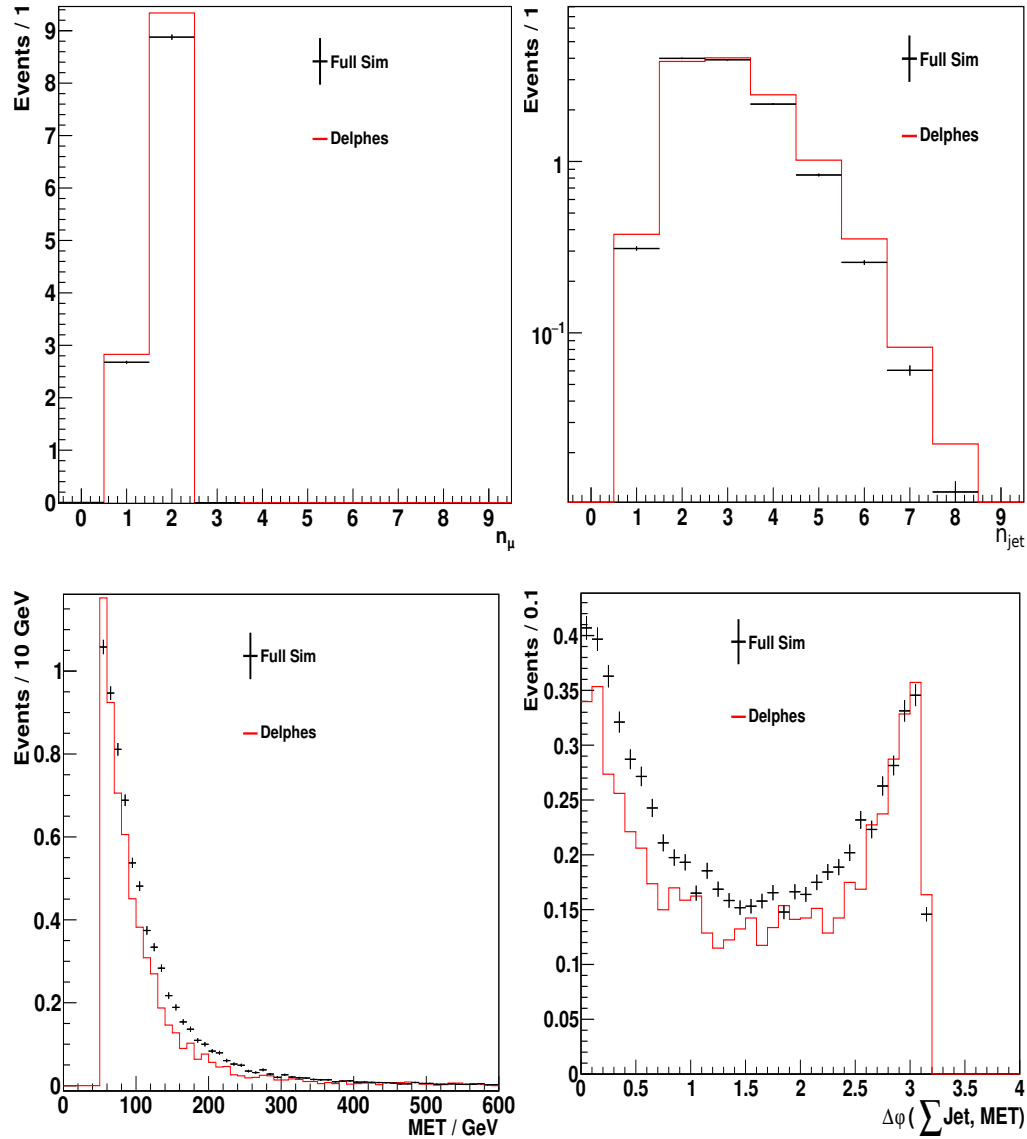 Events / 1
9
8
7
6
5
4
3
2
1
0
Full Sim
Delphes
0 1 2 3 4 5 6 7 8 9
nμ
Events / 1
1
10−1
Full Sim
Delphes
0 1 2 3 4 5 6 7 8 9
njet
Events / 10 GeV
1
0.8
0.6
0.4
0.2
0
Full Sim
Delphes
0 100 200 300 400 500 600
MET / GeV
Events / 0.1
0.4
0.35
0.3
0.25
0.2
0.15
0.1
0.05
0
Full Sim
Delphes
0 0.5 1 1.5 2 2.5 3 3.5 4
Δφ ( ∑ Jet, MET)